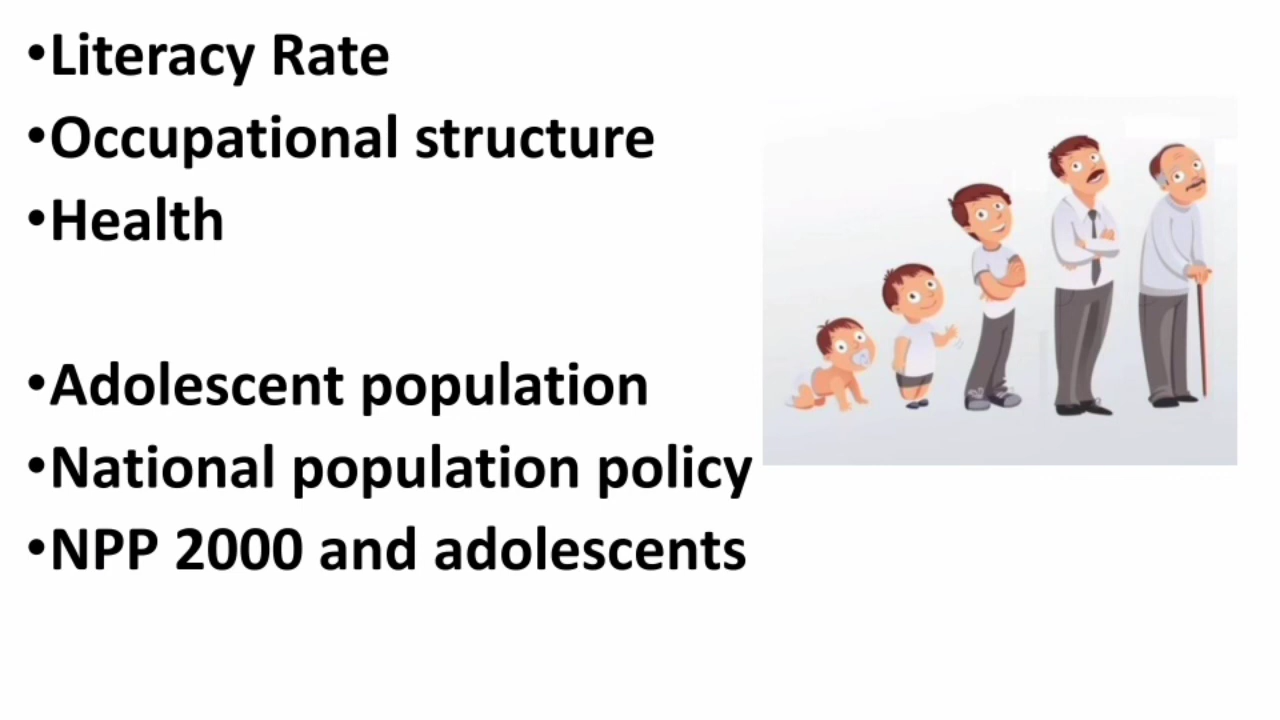 •Literacy Rate
•Occupational structure
•Health
•Adolescent population
•National population policy
•NPP 2000 and adolescents